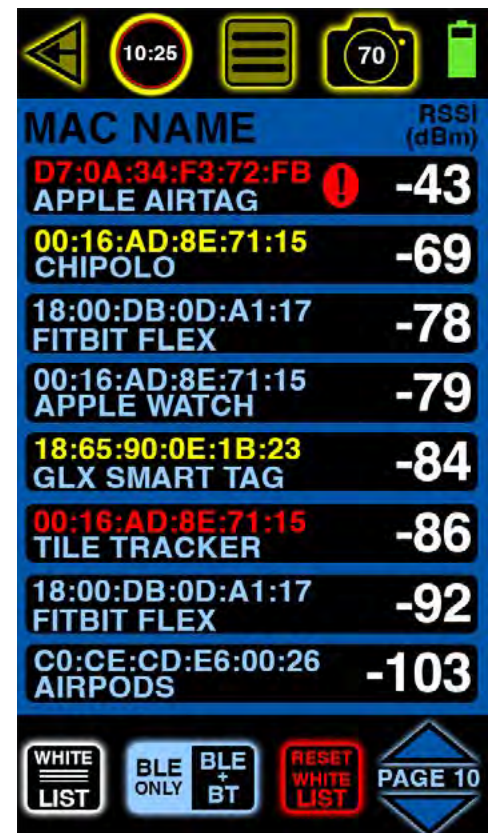 10:25
70
MAC NAME
RSSI
(dBm)
D7:0A:34:F3:72:FB
APPLE AIRTAG
!
-43
00:16:AD:8E:71:15
CHIPOLO
-69
18:00:DB:0D:A1:17
FITBIT FLEX
-78
00:16:AD:8E:71:15
APPLE WATCH
-79
18:65:90:0E:1B:23
GLX SMART TAG
-84
00:16:AD:8E:71:15
TILE TRACKER
-86
18:00:DB:0D:A1:17
FITBIT FLEX
-92
C0:CE:CD:E6:00:26
AIRPODS
-103
WHITE
LIST
BLE
ONLY
BLE
+
BT
RESET
WHITE
LIST
PAGE 10